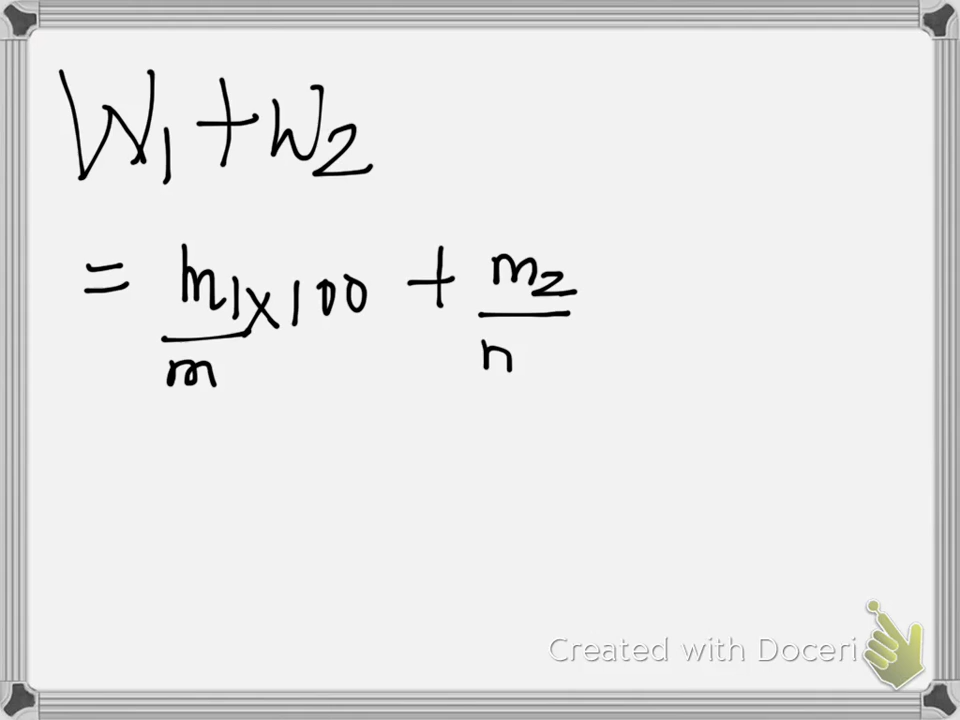 W₁ + W₂
= m₁/m × 100 + m₂/n
Created with Doceri